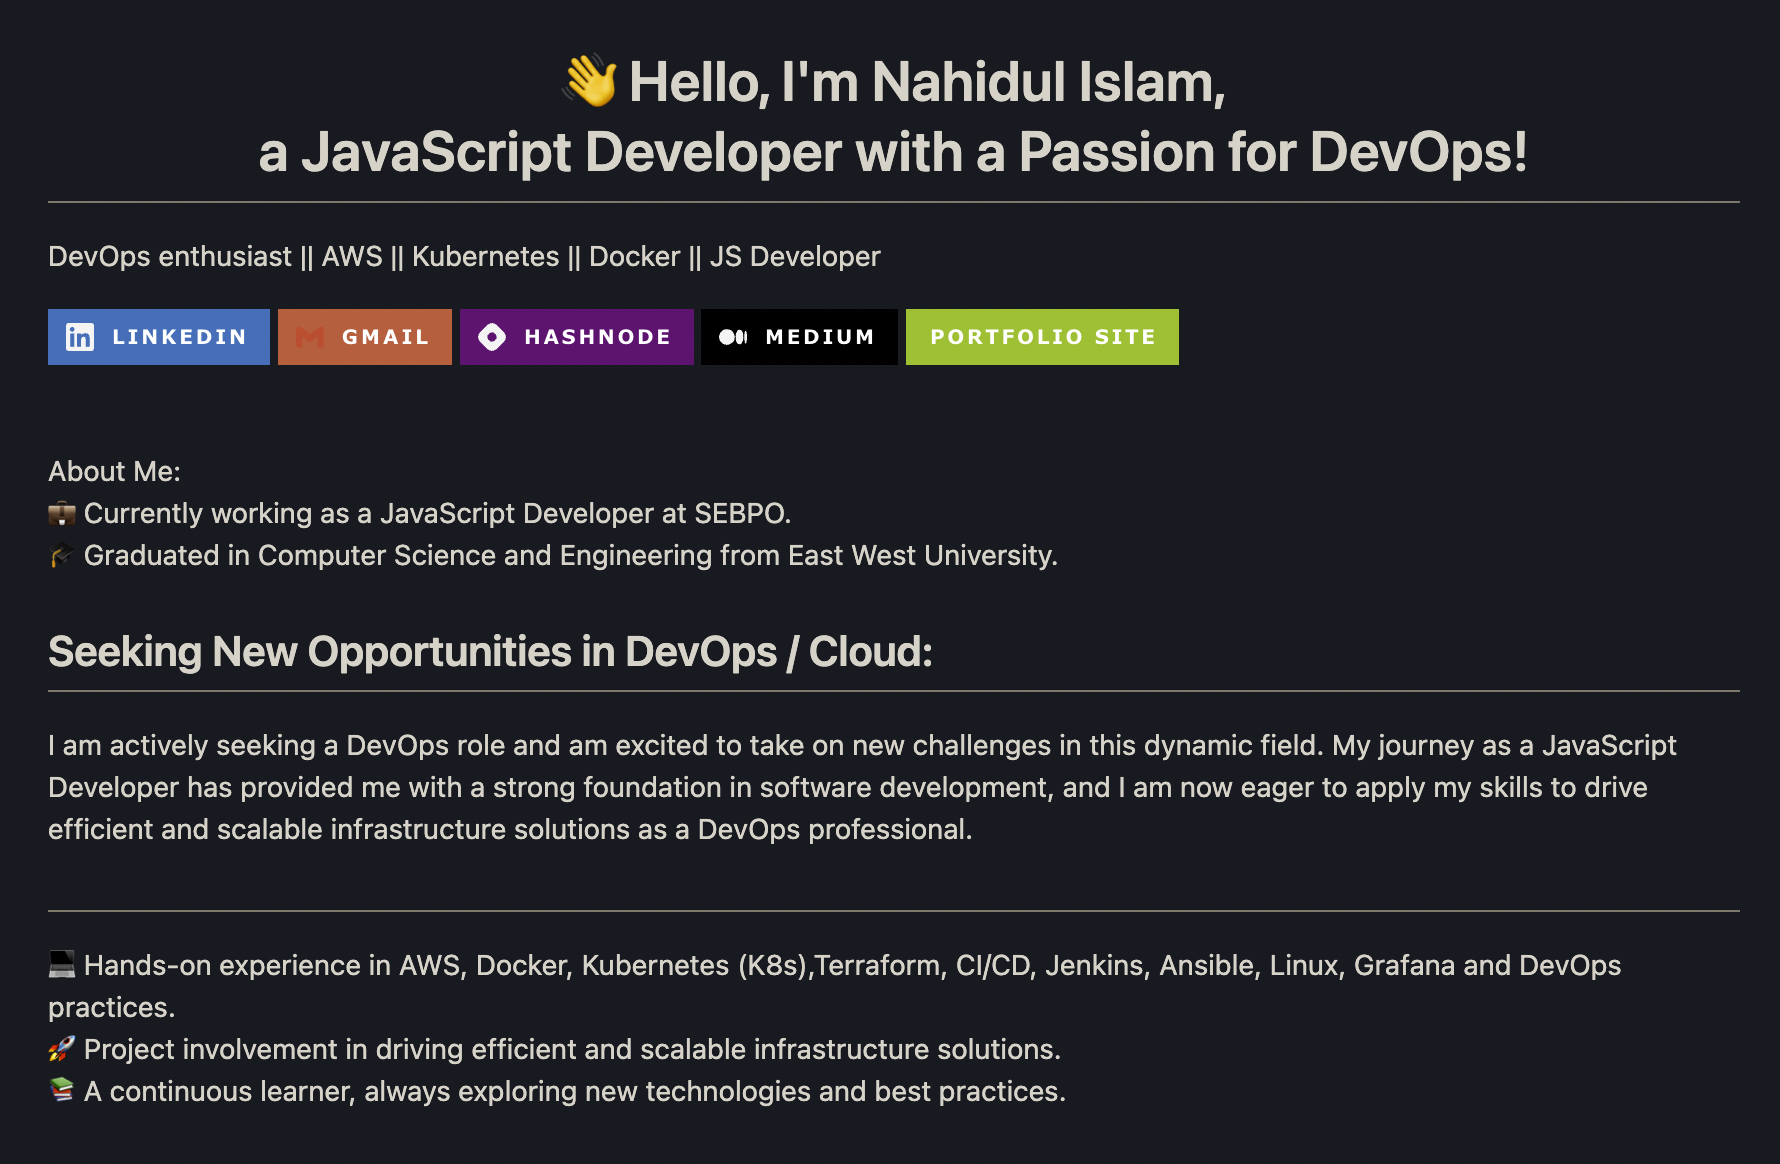 👋 Hello, I'm Nahidul Islam,
a JavaScript Developer with a Passion for DevOps!
DevOps enthusiast || AWS || Kubernetes || Docker || JS Developer
LINKEDIN GMAIL HASHNODE MEDIUM PORTFOLIO SITE
About Me:
💼 Currently working as a JavaScript Developer at SEBPO.
🎓 Graduated in Computer Science and Engineering from East West University.
Seeking New Opportunities in DevOps / Cloud:
I am actively seeking a DevOps role and am excited to take on new challenges in this dynamic field. My journey as a JavaScript
Developer has provided me with a strong foundation in software development, and I am now eager to apply my skills to drive
efficient and scalable infrastructure solutions as a DevOps professional.
💻 Hands-on experience in AWS, Docker, Kubernetes (K8s),Terraform, CI/CD, Jenkins, Ansible, Linux, Grafana and DevOps
practices.
🚀 Project involvement in driving efficient and scalable infrastructure solutions.
📚 A continuous learner, always exploring new technologies and best practices.